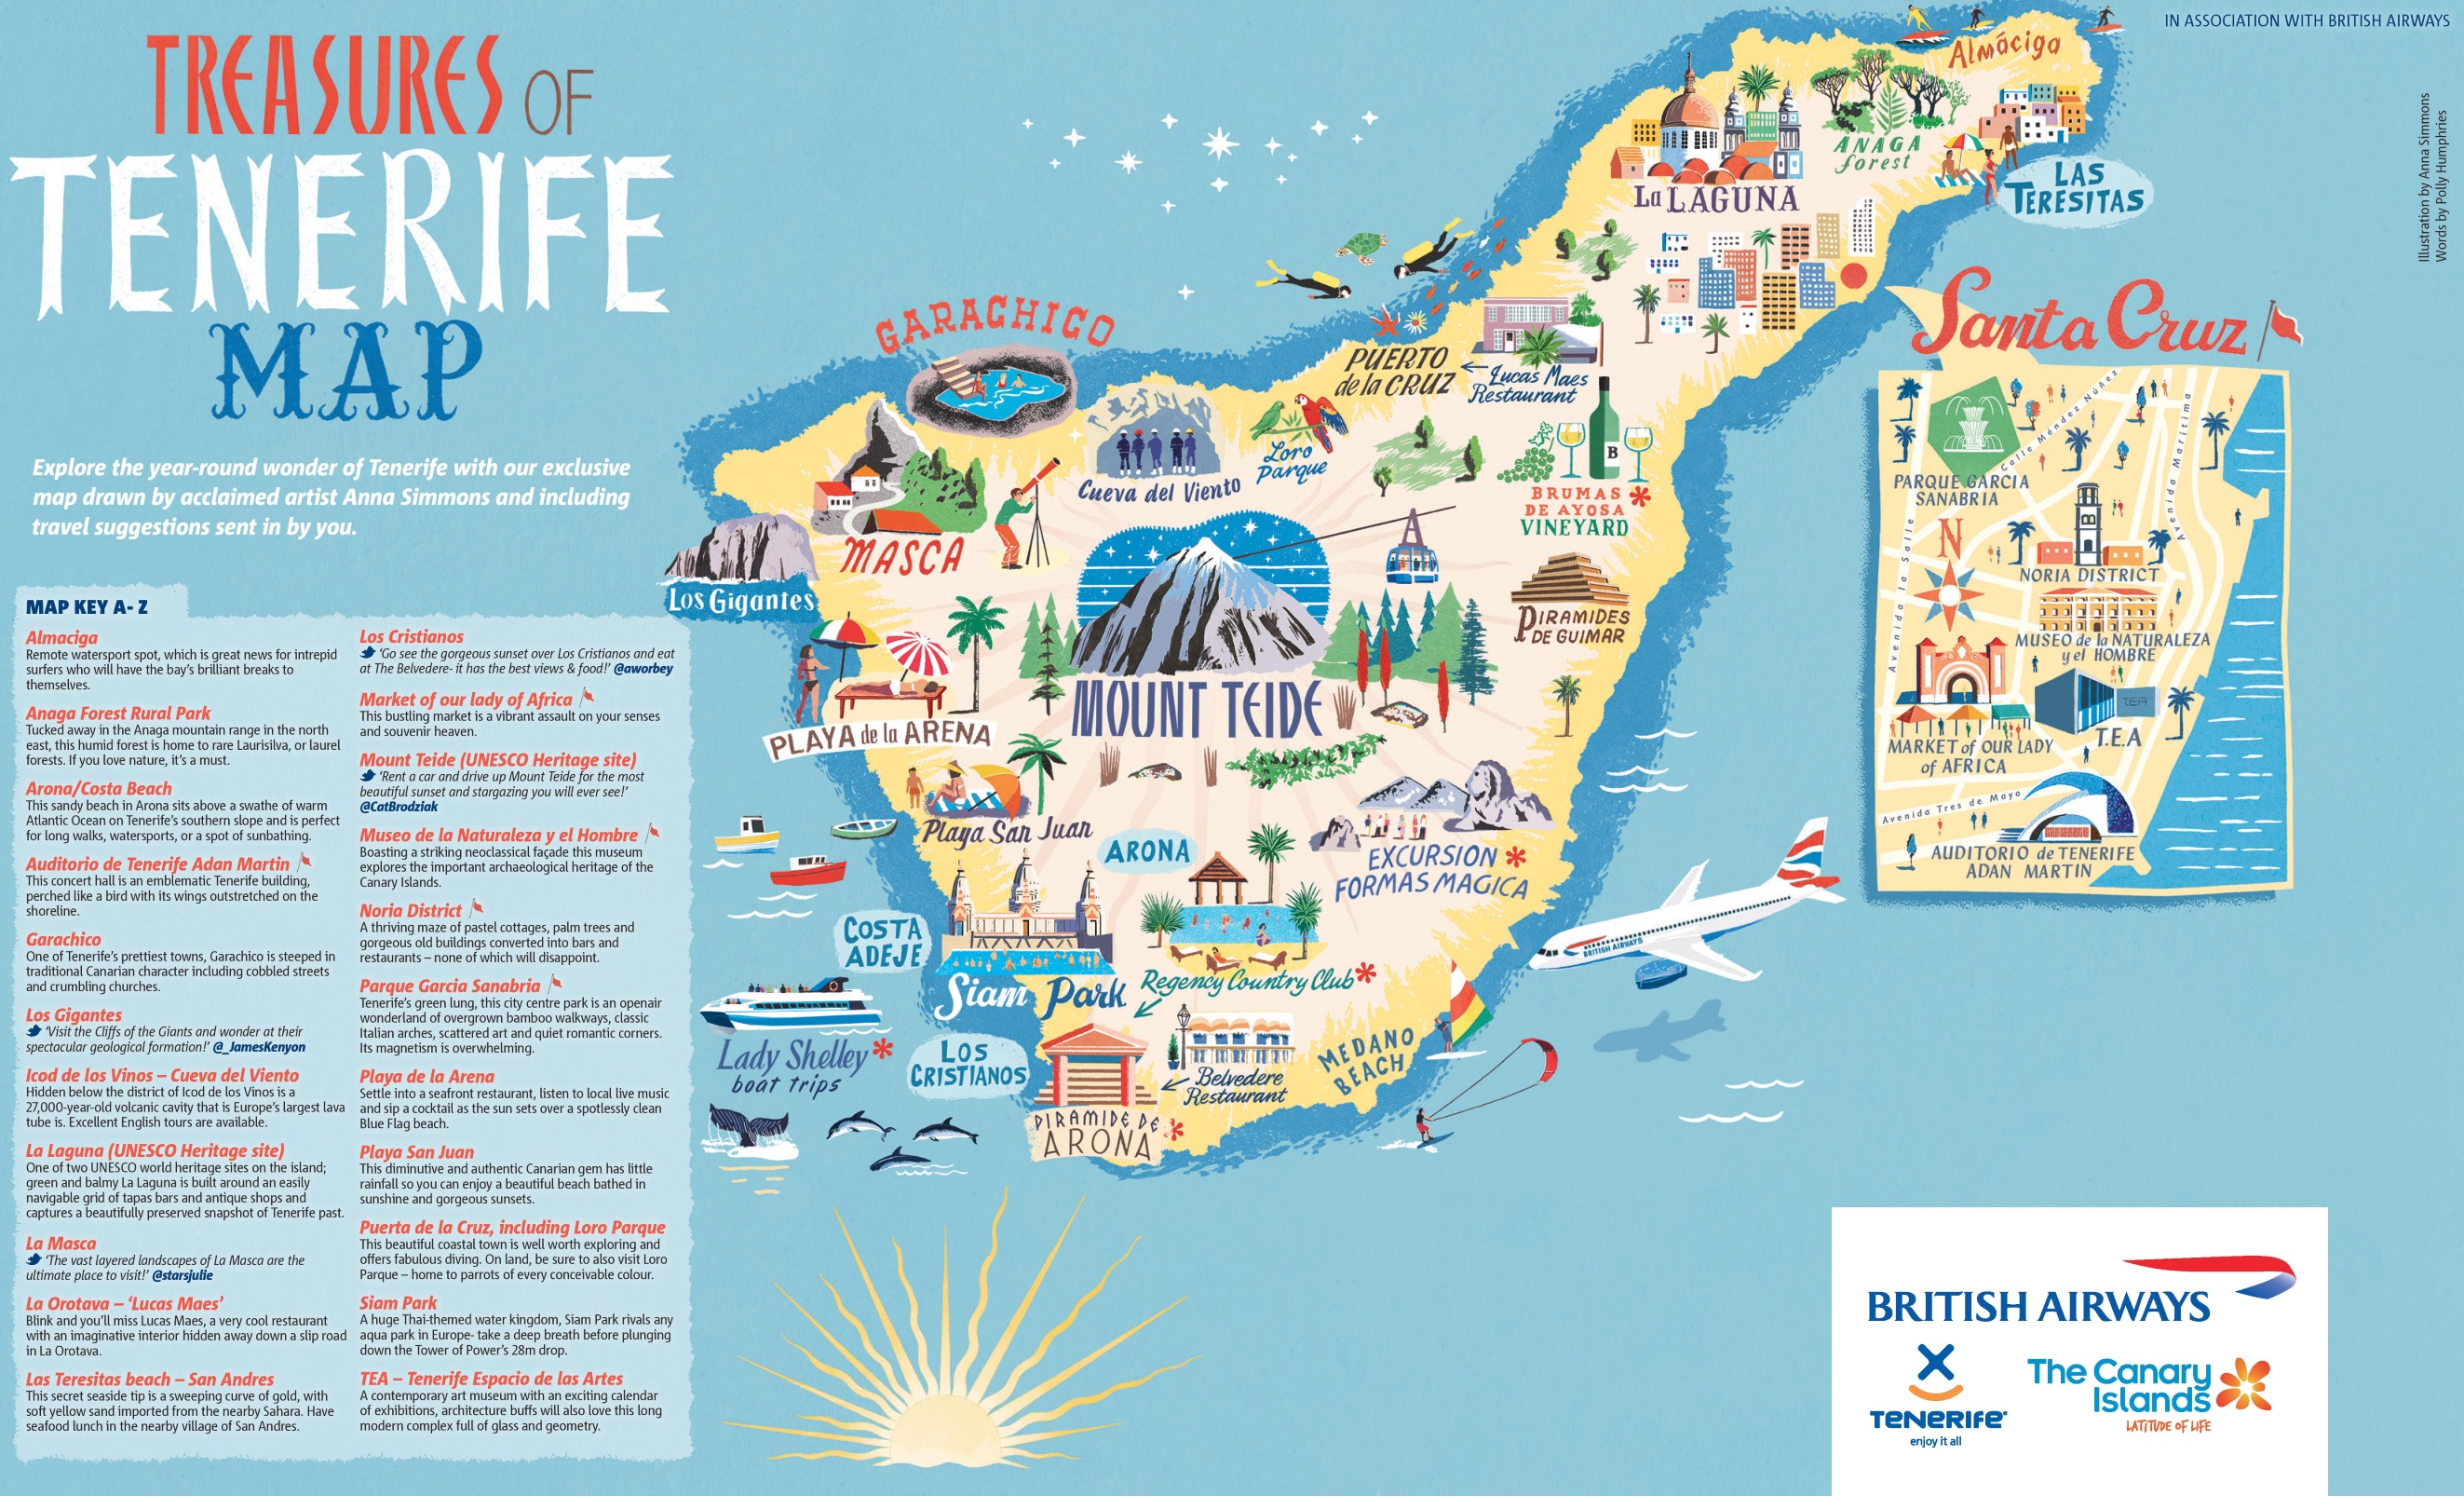 TREASURES OF
TENERIFE
MAP
Explore the year-round wonder of Tenerife with our exclusive
map drawn by acclaimed artist Anna Simmons and including
travel suggestions sent in by you.
MAP KEY A- Z
Almaciga
Remote watersport spot, which is great news for intrepid
surfers who will have the bay's brilliant breaks to
themselves.
Anaga Forest Rural Park
Tucked away in the Anaga mountain range in the north
east, this humid forest is home to rare Laurisilva, or laurel
forests. If you love nature, it's a must.
Arona/Costa Beach
This sandy beach in Arona sits above a swathe of warm
Atlantic Ocean on Tenerife's southern slope and is perfect
for long walks, watersports, or a spot of sunbathing.
Auditorio de Tenerife Adan Martin
This concert hall is an emblematic Tenerife building,
perched like a bird with its wings outstretched on the
shoreline.
Garachico
One of Tenerife's prettiest towns, Garachico is steeped in
traditional Canarian character including cobbled streets
and crumbling churches.
Los Gigantes
'Visit the Cliffs of the Giants and wonder at their
spectacular geological formation!' @_JamesKenyon
Icod de los Vinos – Cueva del Viento
Hidden below the district of Icod de los Vinos is a
27,000-year-old volcanic cavity that is Europe's largest lava
tube is. Excellent English tours are available.
La Laguna (UNESCO Heritage site)
One of two UNESCO world heritage sites on the island;
green and balmy La Laguna is built around an easily
navigable grid of tapas bars and antique shops and
captures a beautifully preserved snapshot of Tenerife past.
La Masca
'The vast layered landscapes of La Masca are the
ultimate place to visit!' @starsjulie
La Orotava – 'Lucas Maes'
Blink and you'll miss Lucas Maes, a very cool restaurant
with an imaginative interior hidden away down a slip road
in La Orotava.
Las Teresitas beach – San Andres
This secret seaside tip is a sweeping curve of gold, with
soft yellow sand imported from the nearby Sahara. Have
seafood lunch in the nearby village of San Andres.
Los Cristianos
'Go see the gorgeous sunset over Los Cristianos and eat
at The Belvedere- it has the best views & food!' @aworbey
Market of our lady of Africa
This bustling market is a vibrant assault on your senses
and souvenir heaven.
Mount Teide (UNESCO Heritage site)
'Rent a car and drive up Mount Teide for the most
beautiful sunset and stargazing you will ever see!'
@CatBrodziak
Museo de la Naturaleza y el Hombre
Boasting a striking neoclassical façade this museum
explores the important archaeological heritage of the
Canary Islands.
Noria District
A thriving maze of pastel cottages, palm trees and
gorgeous old buildings converted into bars and
restaurants – none of which will disappoint.
Parque Garcia Sanabria
Tenerife's green lung, this city centre park is an openair
wonderland of overgrown bamboo walkways, classic
Italian arches, scattered art and quiet romantic corners.
Its magnetism is overwhelming.
Playa de la Arena
Settle into a seafront restaurant, listen to local live music
and sip a cocktail as the sun sets over a spotlessly clean
Blue Flag beach.
Playa San Juan
This diminutive and authentic Canarian gem has little
rainfall so you can enjoy a beautiful beach bathed in
sunshine and gorgeous sunsets.
Puerta de la Cruz, including Loro Parque
This beautiful coastal town is well worth exploring and
offers fabulous diving. On land, be sure to also visit Loro
Parque – home to parrots of every conceivable colour.
Siam Park
A huge Thai-themed water kingdom, Siam Park rivals any
aqua park in Europe- take a deep breath before plunging
down the Tower of Power's 28m drop.
TEA – Tenerife Espacio de las Artes
A contemporary art museum with an exciting calendar
of exhibitions, architecture buffs will also love this long
modern complex full of glass and geometry.
IN ASSOCIATION WITH BRITISH AIRWAYS
Illustration by Anna Simmons
Words by Polly Humphries
Almáciga
ANAGA
forest
LAS
TERESITAS
La LAGUNA
GARACHICO
PUERTO
de la CRUZ
Lucas Maes
Restaurant
Loro
Parque
Cueva del Viento
B
BRUMAS *
DE AYOSA
VINEYARD
MASCA
Los Gigantes
PIRAMIDES
DE GUIMAR
MOUNT TEIDE
PLAYA de la ARENA
Playa San Juan
ARONA
EXCURSION *
FORMAS MAGICA
COSTA
ADEJE
Siam Park
Regency Country Club*
BRITISH AIRWAYS
Lady Shelley*
boat trips
LOS
CRISTIANOS
Belvedere
Restaurant
MEDANO
BEACH
PIRAMIDE DE *
ARONA
Santa Cruz
Calle Méndez Núñez
Avenida Marítima
PARQUE GARCIA
SANABRIA
N
Avenida la Salle
NORIA DISTRICT
MUSEO de la NATURALEZA
y el HOMBRE
TEA
T.E.A
MARKET of OUR LADY
of AFRICA
Avenida Tres de Mayo
AUDITORIO de TENERIFE
ADAN MARTIN
BRITISH AIRWAYS
TENERIFE
enjoy it all
The Canary
Islands
LATITUDE OF LIFE